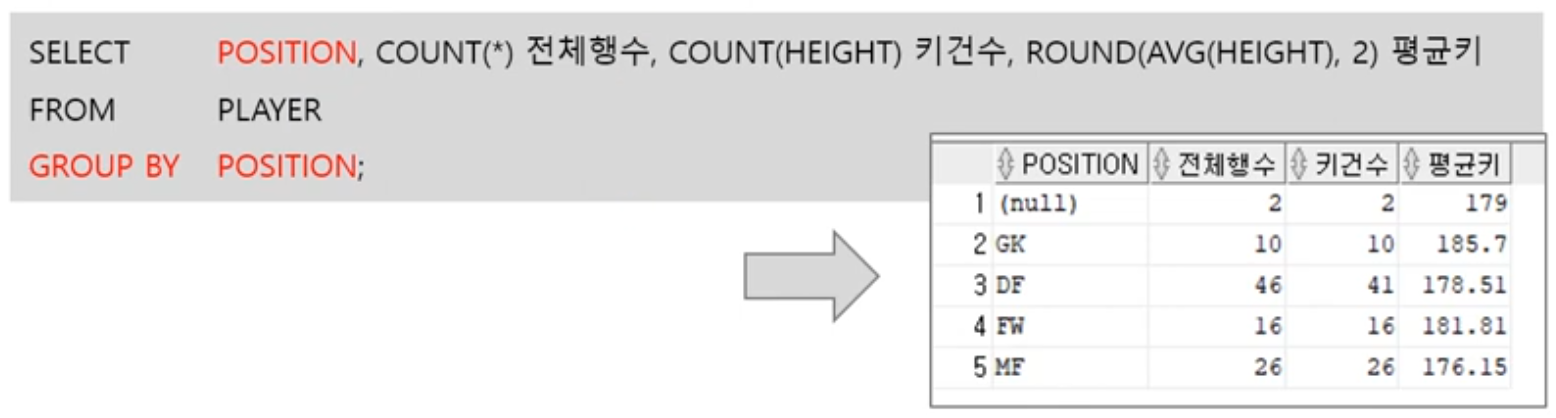 SELECT POSITION, COUNT(*) 전체행수, COUNT(HEIGHT) 키건수, ROUND(AVG(HEIGHT), 2) 평균키
FROM PLAYER
GROUP BY POSITION;
POSITION 전체행수 키건수 평균키
1 (null) 2 2 179
2 GK 10 10 185.7
3 DF 46 41 178.51
4 FW 16 16 181.81
5 MF 26 26 176.15